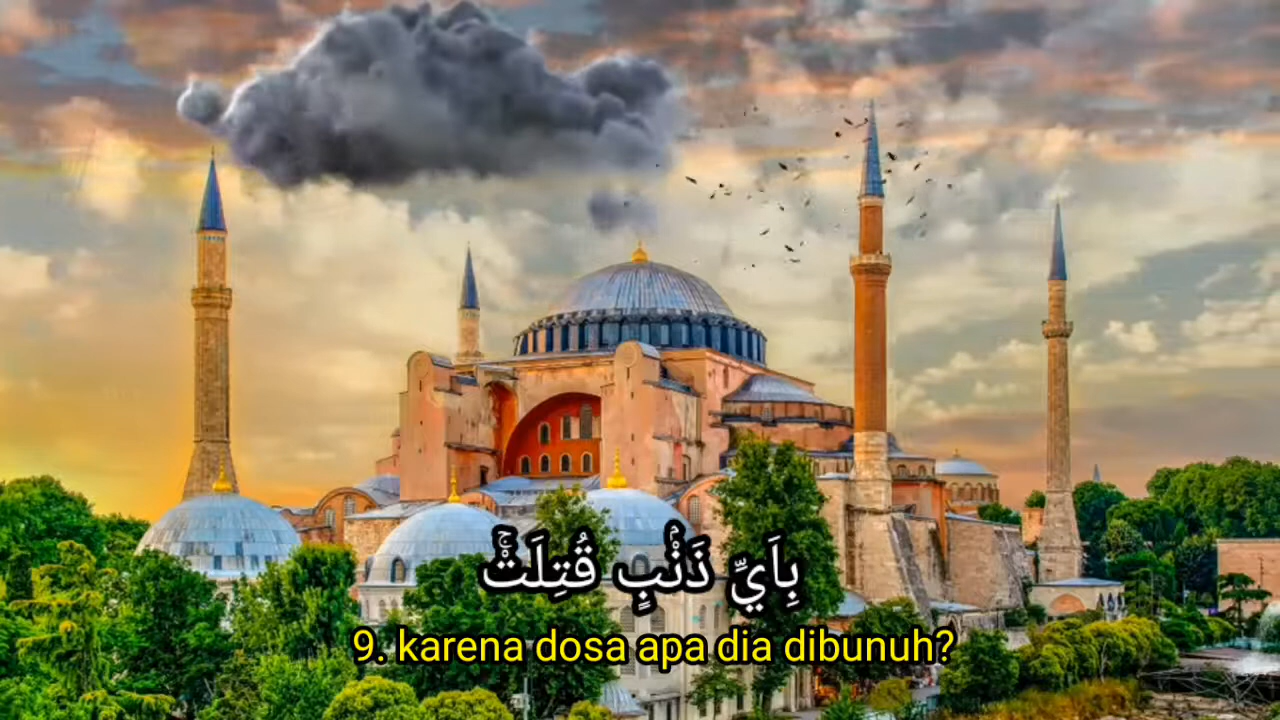 بِاَيِّ ذَنْۢبٍ قُتِلَتْۚ
9. karena dosa apa dia dibunuh?